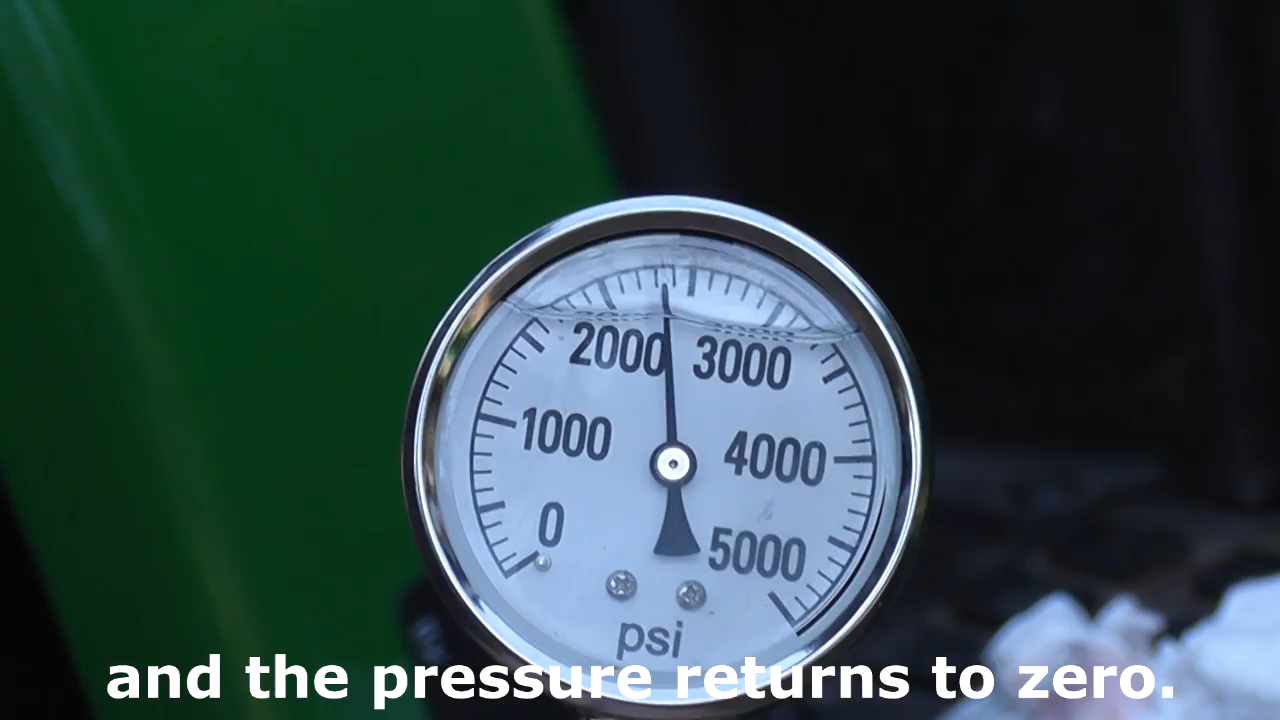 2000 3000
1000 4000
0 5000
psi
and the pressure returns to zero.